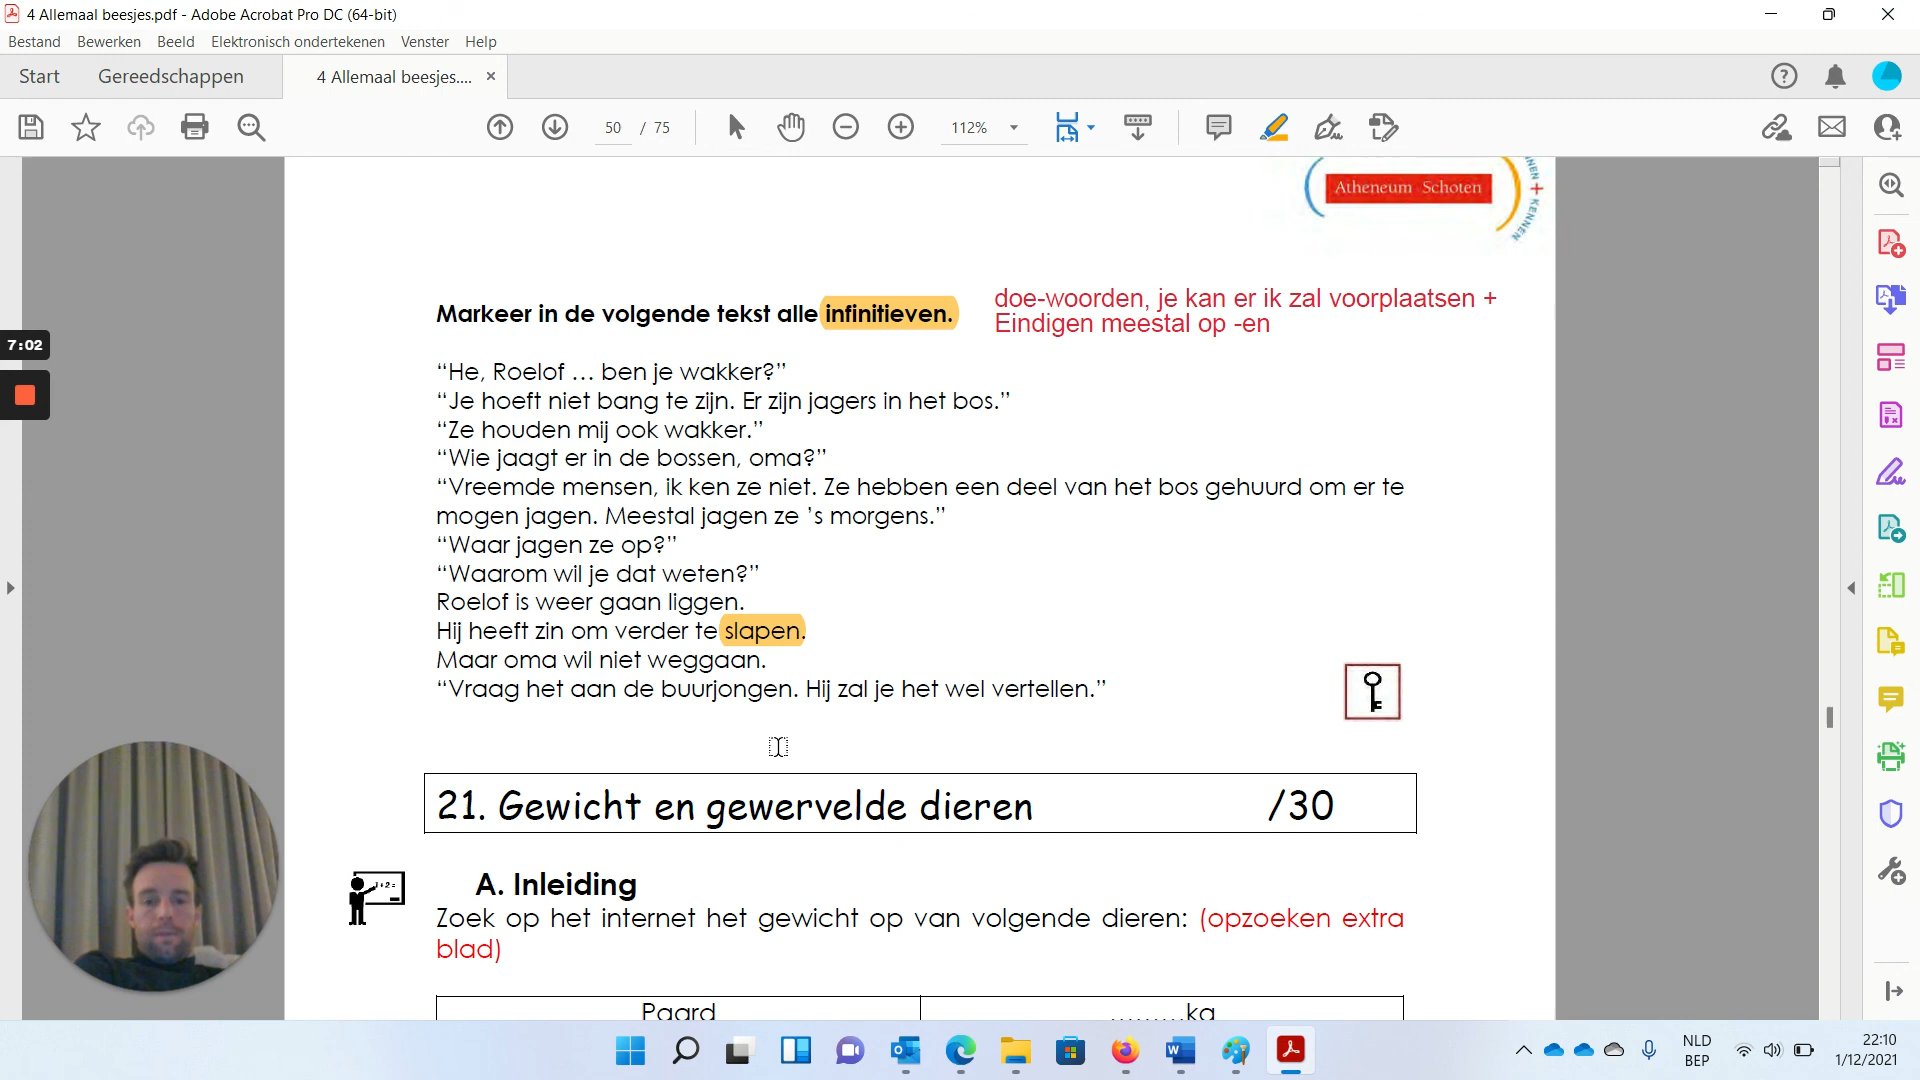 4 Allemaal beesjes.pdf - Adobe Acrobat Pro DC (64-bit)
Bestand Bewerken Beeld Elektronisch ondertekenen Venster Help
Start Gereedschappen 4 Allemaal beesjes....
50 / 75 112%
Atheneum Schoten
NEN + KENNEN
Markeer in de volgende tekst alle infinitieven.
doe-woorden, je kan er ik zal voorplaatsen +
Eindigen meestal op -en
7:02
“He, Roelof … ben je wakker?”
“Je hoeft niet bang te zijn. Er zijn jagers in het bos.”
“Ze houden mij ook wakker.”
“Wie jaagt er in de bossen, oma?”
“Vreemde mensen, ik ken ze niet. Ze hebben een deel van het bos gehuurd om er te
mogen jagen. Meestal jagen ze ’s morgens.”
“Waar jagen ze op?”
“Waarom wil je dat weten?”
Roelof is weer gaan liggen.
Hij heeft zin om verder te slapen.
Maar oma wil niet weggaan.
“Vraag het aan de buurjongen. Hij zal je het wel vertellen.”
21. Gewicht en gewervelde dieren /30
1+2=
A. Inleiding
Zoek op het internet het gewicht op van volgende dieren: (opzoeken extra
blad)
Paard ..........kg
NLD
BEP
22:10
1/12/2021